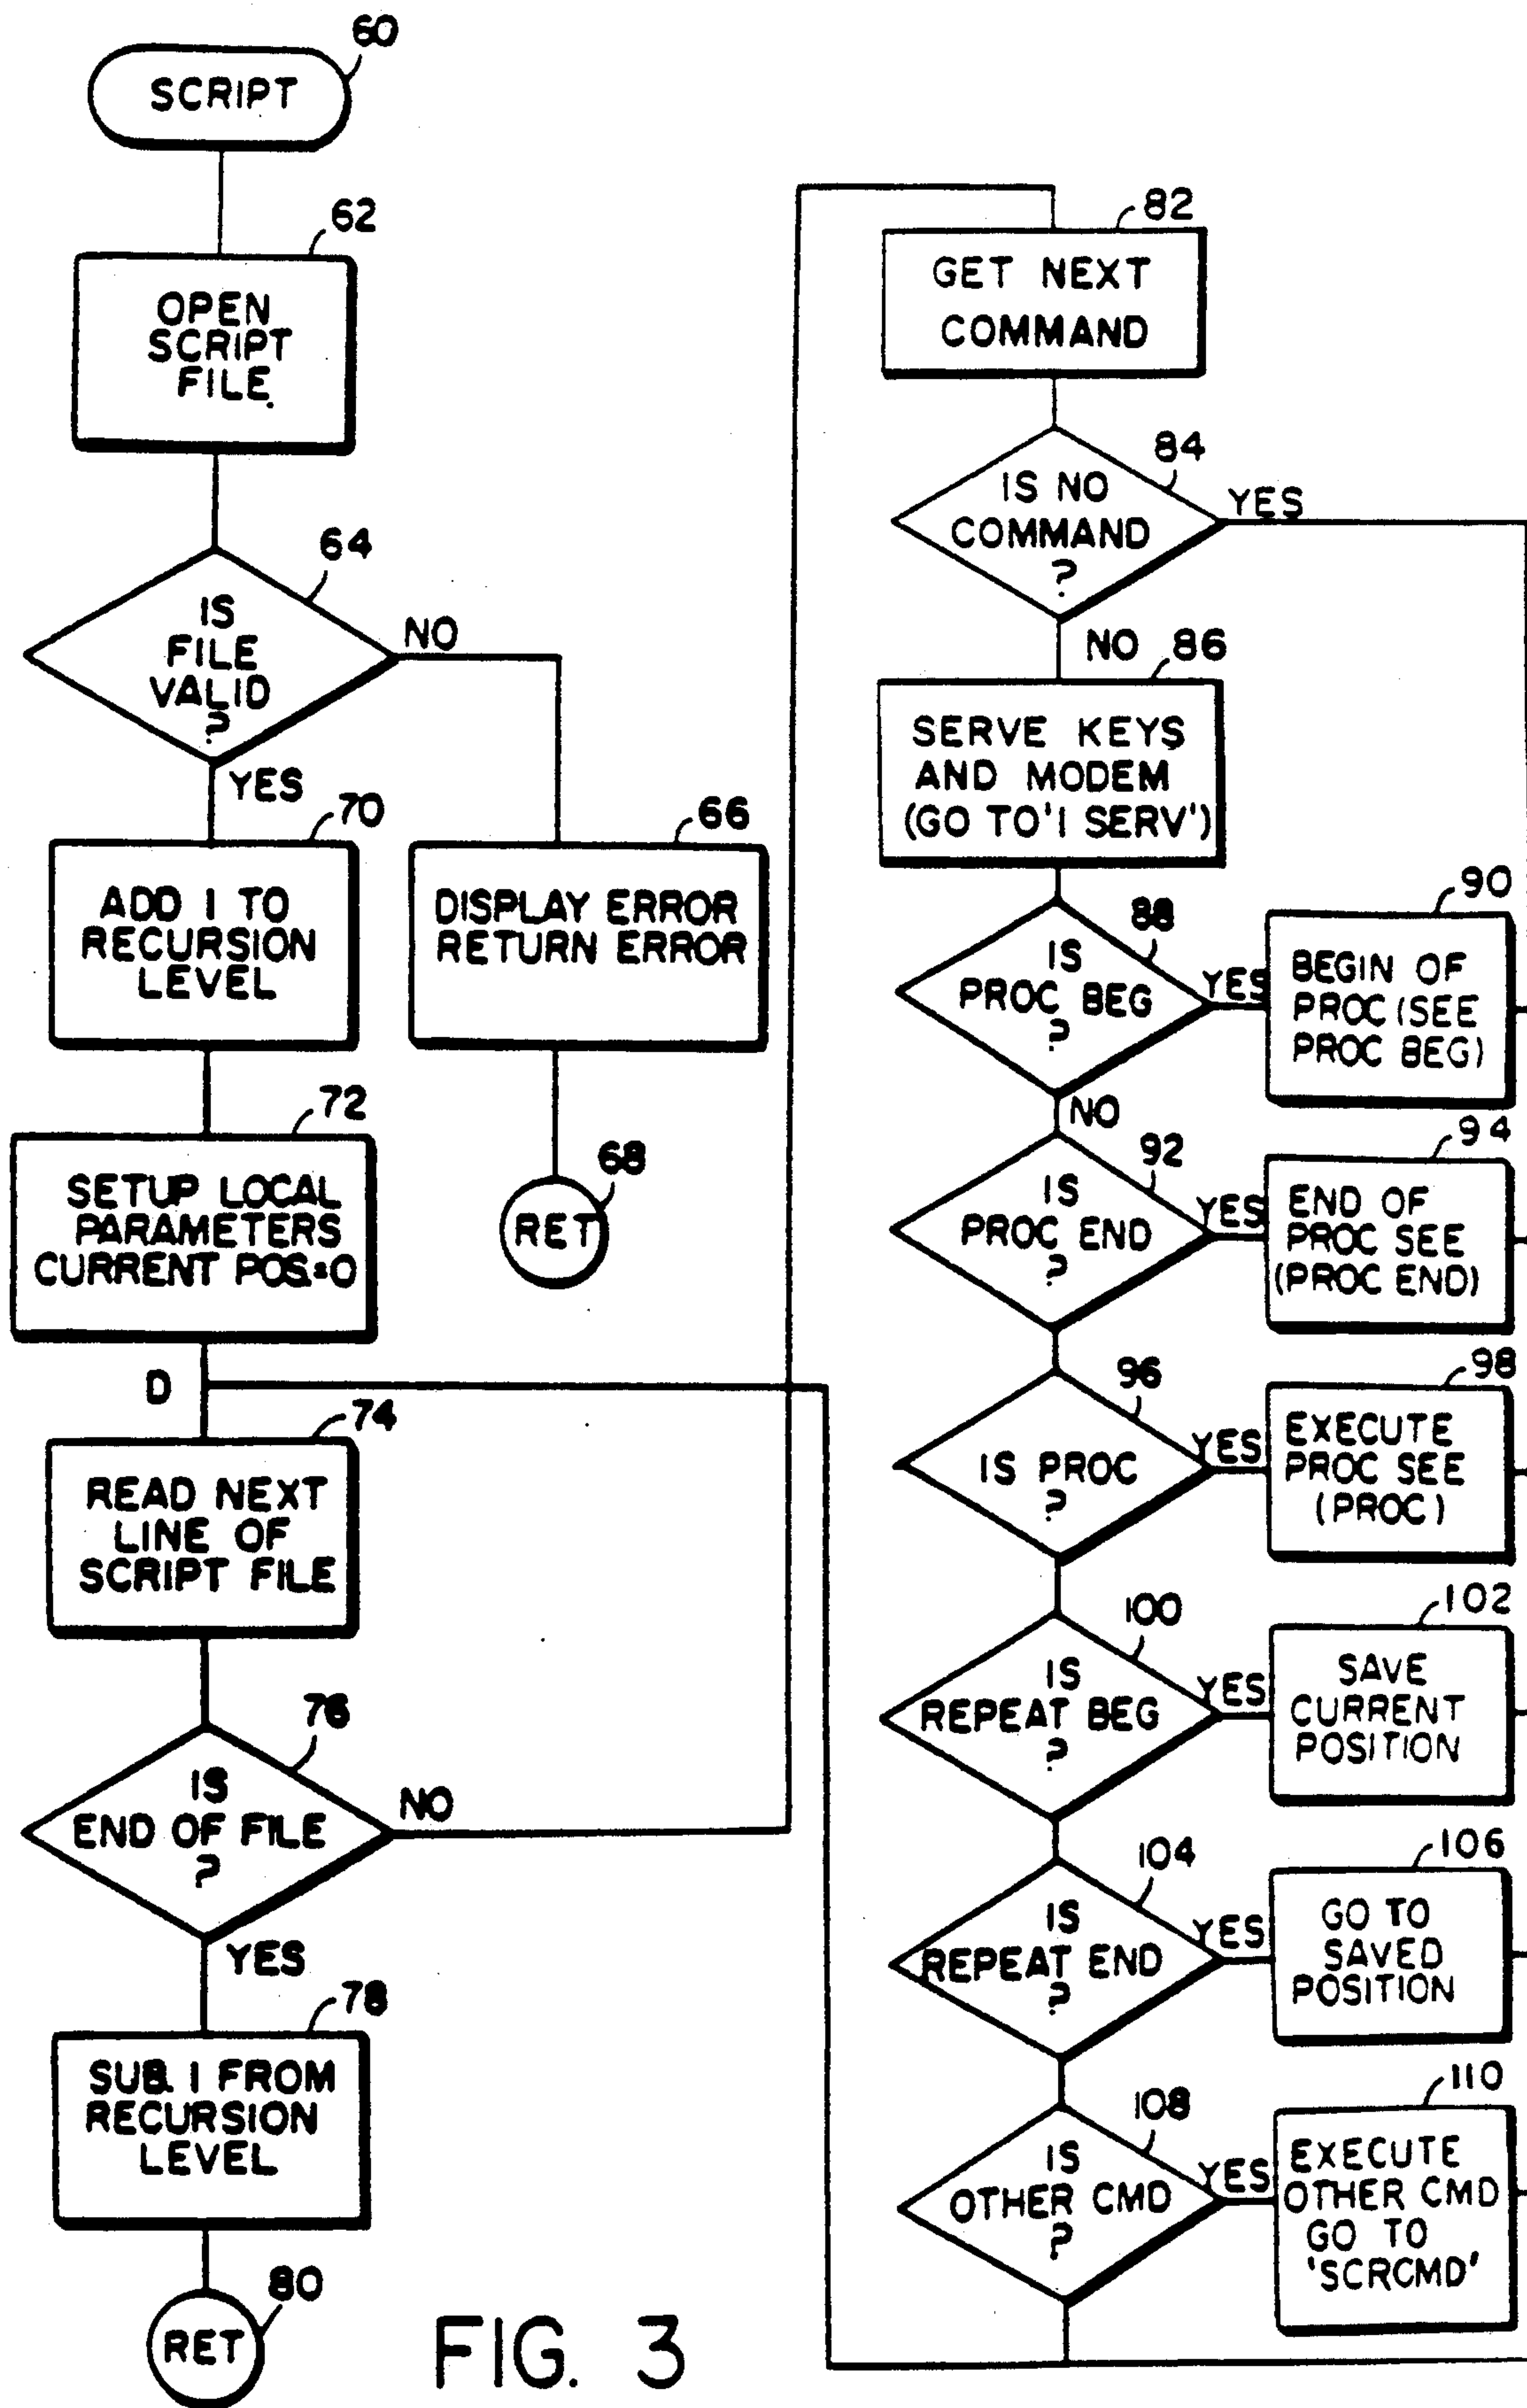 60
SCRIPT
62
OPEN
SCRIPT
FILE
64
IS
FILE
VALID
?
NO
YES
70
ADD 1 TO
RECURSION
LEVEL
66
DISPLAY ERROR
RETURN ERROR
72
SETUP LOCAL
PARAMETERS
CURRENT POS.=0
68
RET
D
74
READ NEXT
LINE OF
SCRIPT FILE
76
IS
END OF FILE
?
NO
YES
78
SUB. 1 FROM
RECURSION
LEVEL
80
RET
FIG. 3
82
GET NEXT
COMMAND
84
IS NO
COMMAND
?
YES
NO
86
SERVE KEYS
AND MODEM
(GO TO 'I SERV')
88
IS
PROC BEG
?
YES
90
BEGIN OF
PROC (SEE
PROC BEG)
NO
92
IS
PROC END
?
YES
94
END OF
PROC SEE
(PROC END)
96
IS PROC
?
YES
98
EXECUTE
PROC SEE
(PROC)
100
IS
REPEAT BEG
?
YES
102
SAVE
CURRENT
POSITION
104
IS
REPEAT END
?
YES
106
GO TO
SAVED
POSITION
108
IS
OTHER CMD
?
YES
110
EXECUTE
OTHER CMD
GO TO
'SCRCMD'